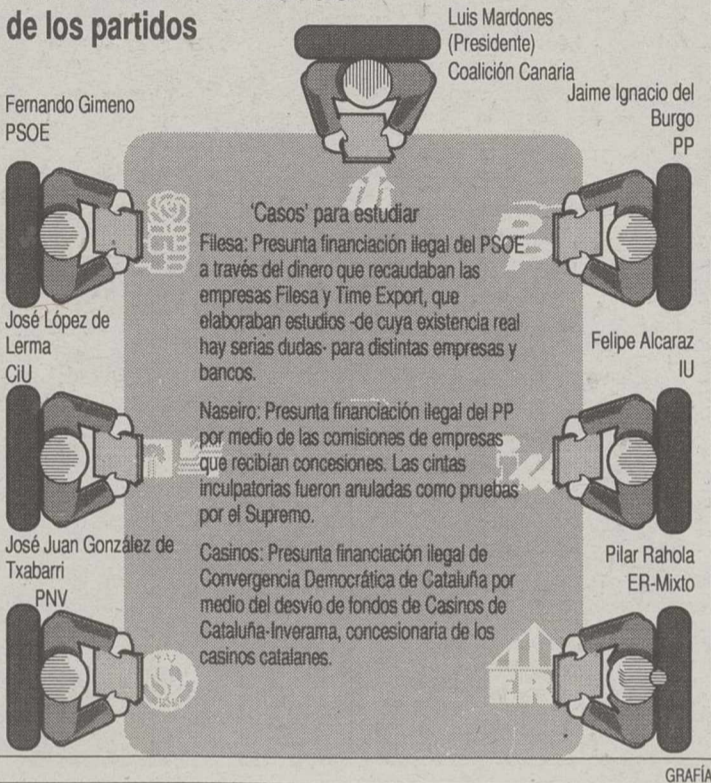 de los partidos
Luis Mardones
(Presidente)
Coalición Canaria
Fernando Gimeno
PSOE
Jaime Ignacio del
Burgo
PP
José López de
Lerma
CiU
Felipe Alcaraz
IU
José Juan González de
Txabarri
PNV
Pilar Rahola
ER-Mixto
'Casos' para estudiar
Filesa: Presunta financiación ilegal del PSOE
a través del dinero que recaudaban las
empresas Filesa y Time Export, que
elaboraban estudios -de cuya existencia real
hay serias dudas- para distintas empresas y
bancos.
Naseiro: Presunta financiación ilegal del PP
por medio de las comisiones de empresas
que recibían concesiones. Las cintas
inculpatorias fueron anuladas como pruebas
por el Supremo.
Casinos: Presunta financiación ilegal de
Convergencia Democrática de Cataluña por
medio del desvío de fondos de Casinos de
Cataluña-Inverama, concesionaria de los
casinos catalanes.
PP
ER
GRAFÍA